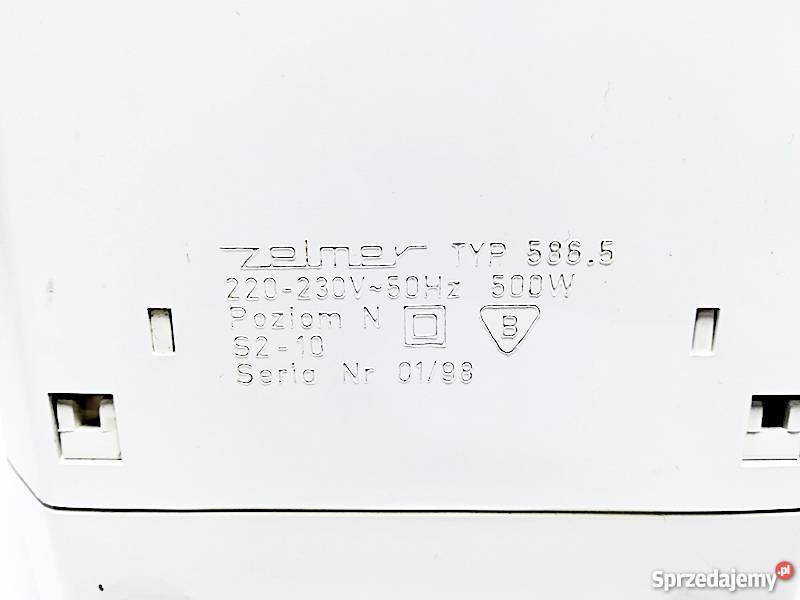 zelmer TYP 586.5
220-230V~50Hz 500W
Poziom N B
S2-10
Seria Nr 01/98
Sprzedajemy.pl